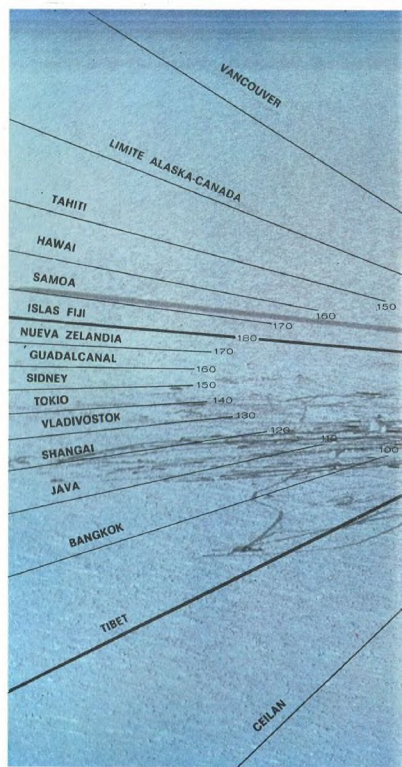 VANCOUVER
LIMITE ALASKA-CANADA
TAHITI
150
HAWAI
160
SAMOA
170
ISLAS FIJI
180
NUEVA ZELANDIA
170
GUADALCANAL
160
SIDNEY
150
TOKIO
140
VLADIVOSTOK
130
SHANGAI
120
JAVA
110
BANGKOK
100
TIBET
CEILAN